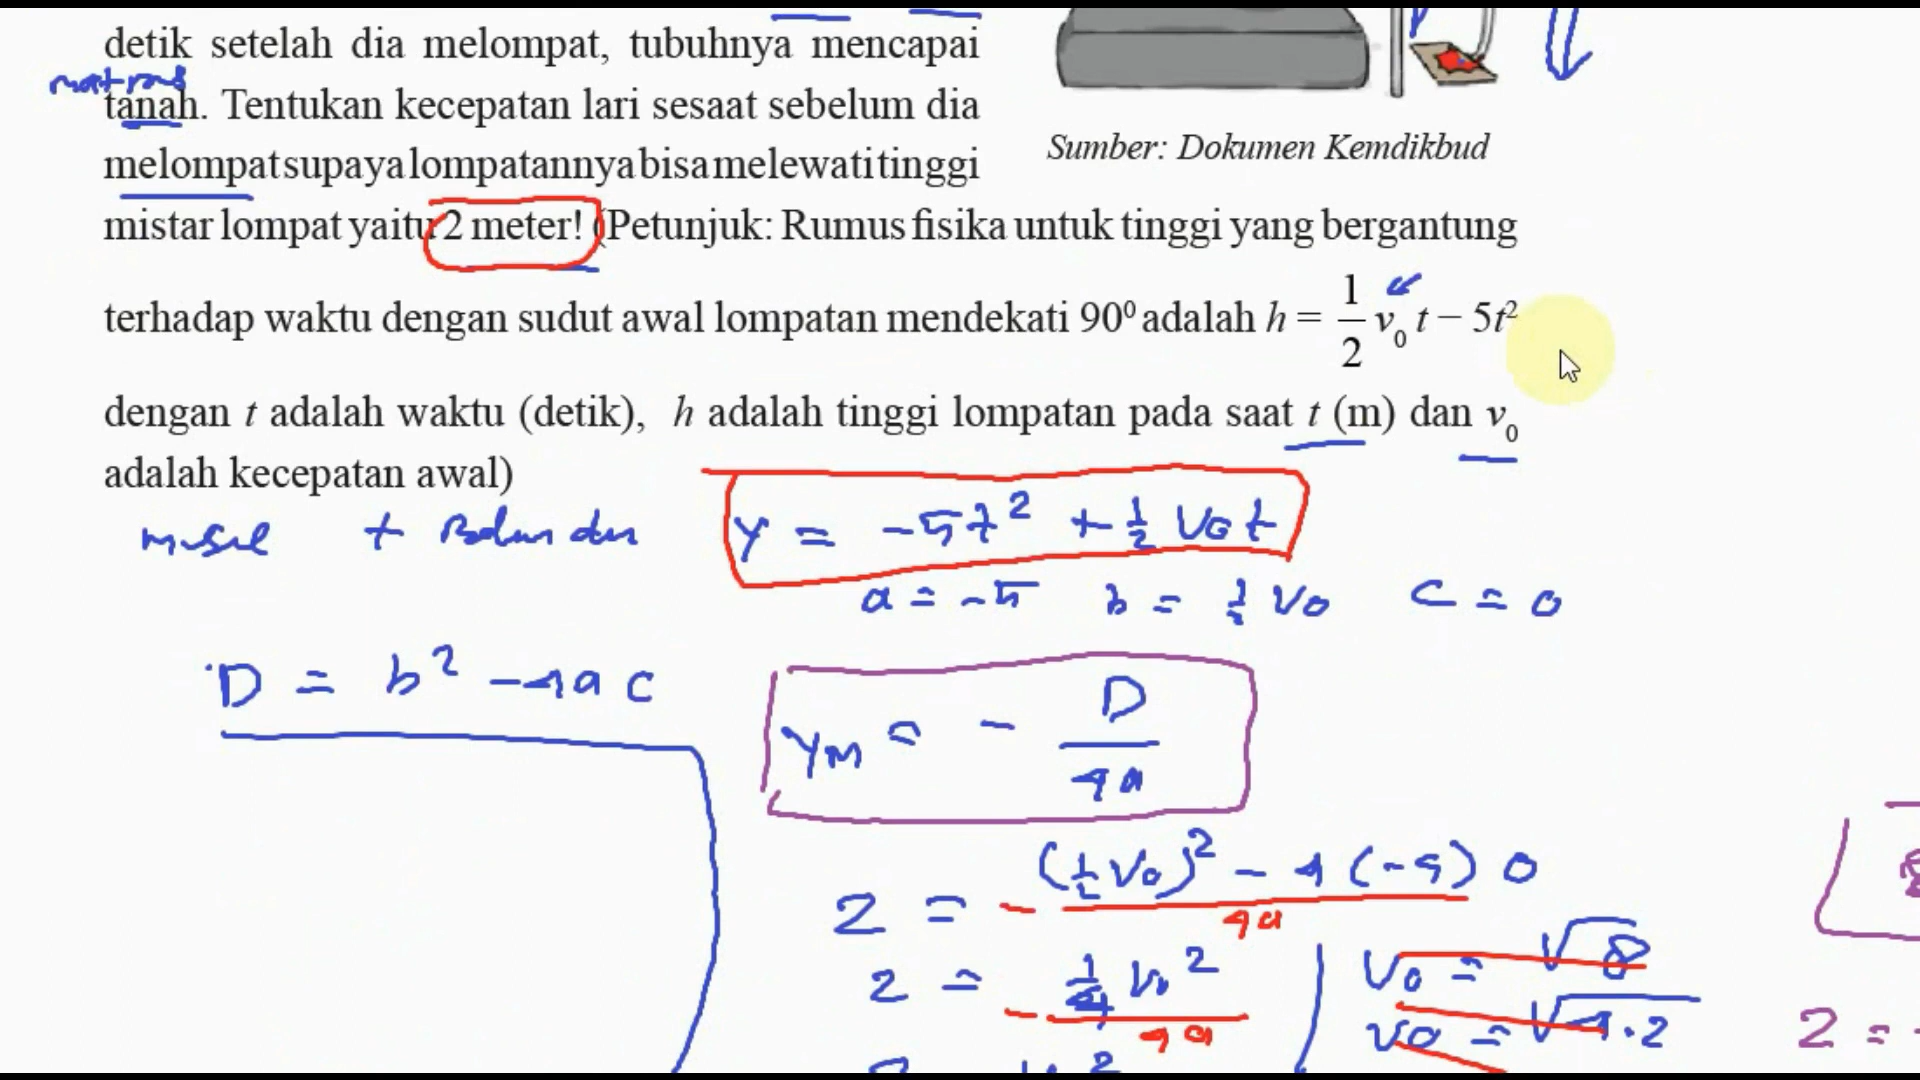 detik setelah dia melompat, tubuhnya mencapai
matras
tanah. Tentukan kecepatan lari sesaat sebelum dia
melompat supaya lompatannya bisa melewati tinggi
Sumber: Dokumen Kemdikbud
mistar lompat yaitu 2 meter! (Petunjuk: Rumus fisika untuk tinggi yang bergantung
terhadap waktu dengan sudut awal lompatan mendekati 90⁰ adalah h = 1/2 v₀ t − 5t²
dengan t adalah waktu (detik), h adalah tinggi lompatan pada saat t (m) dan v₀
adalah kecepatan awal)
y = -5t² + 1/2 V₀ t
a = -5 b = 1/2 V₀ c = 0
D = b² - 4ac
yM = - D/4a
2 = - (1/2 V₀)² - 4(-5) 0 / 4a
2 = - 1/4 V₀² / 4a
V₀ = √8
V₀ = √4.2
2 =